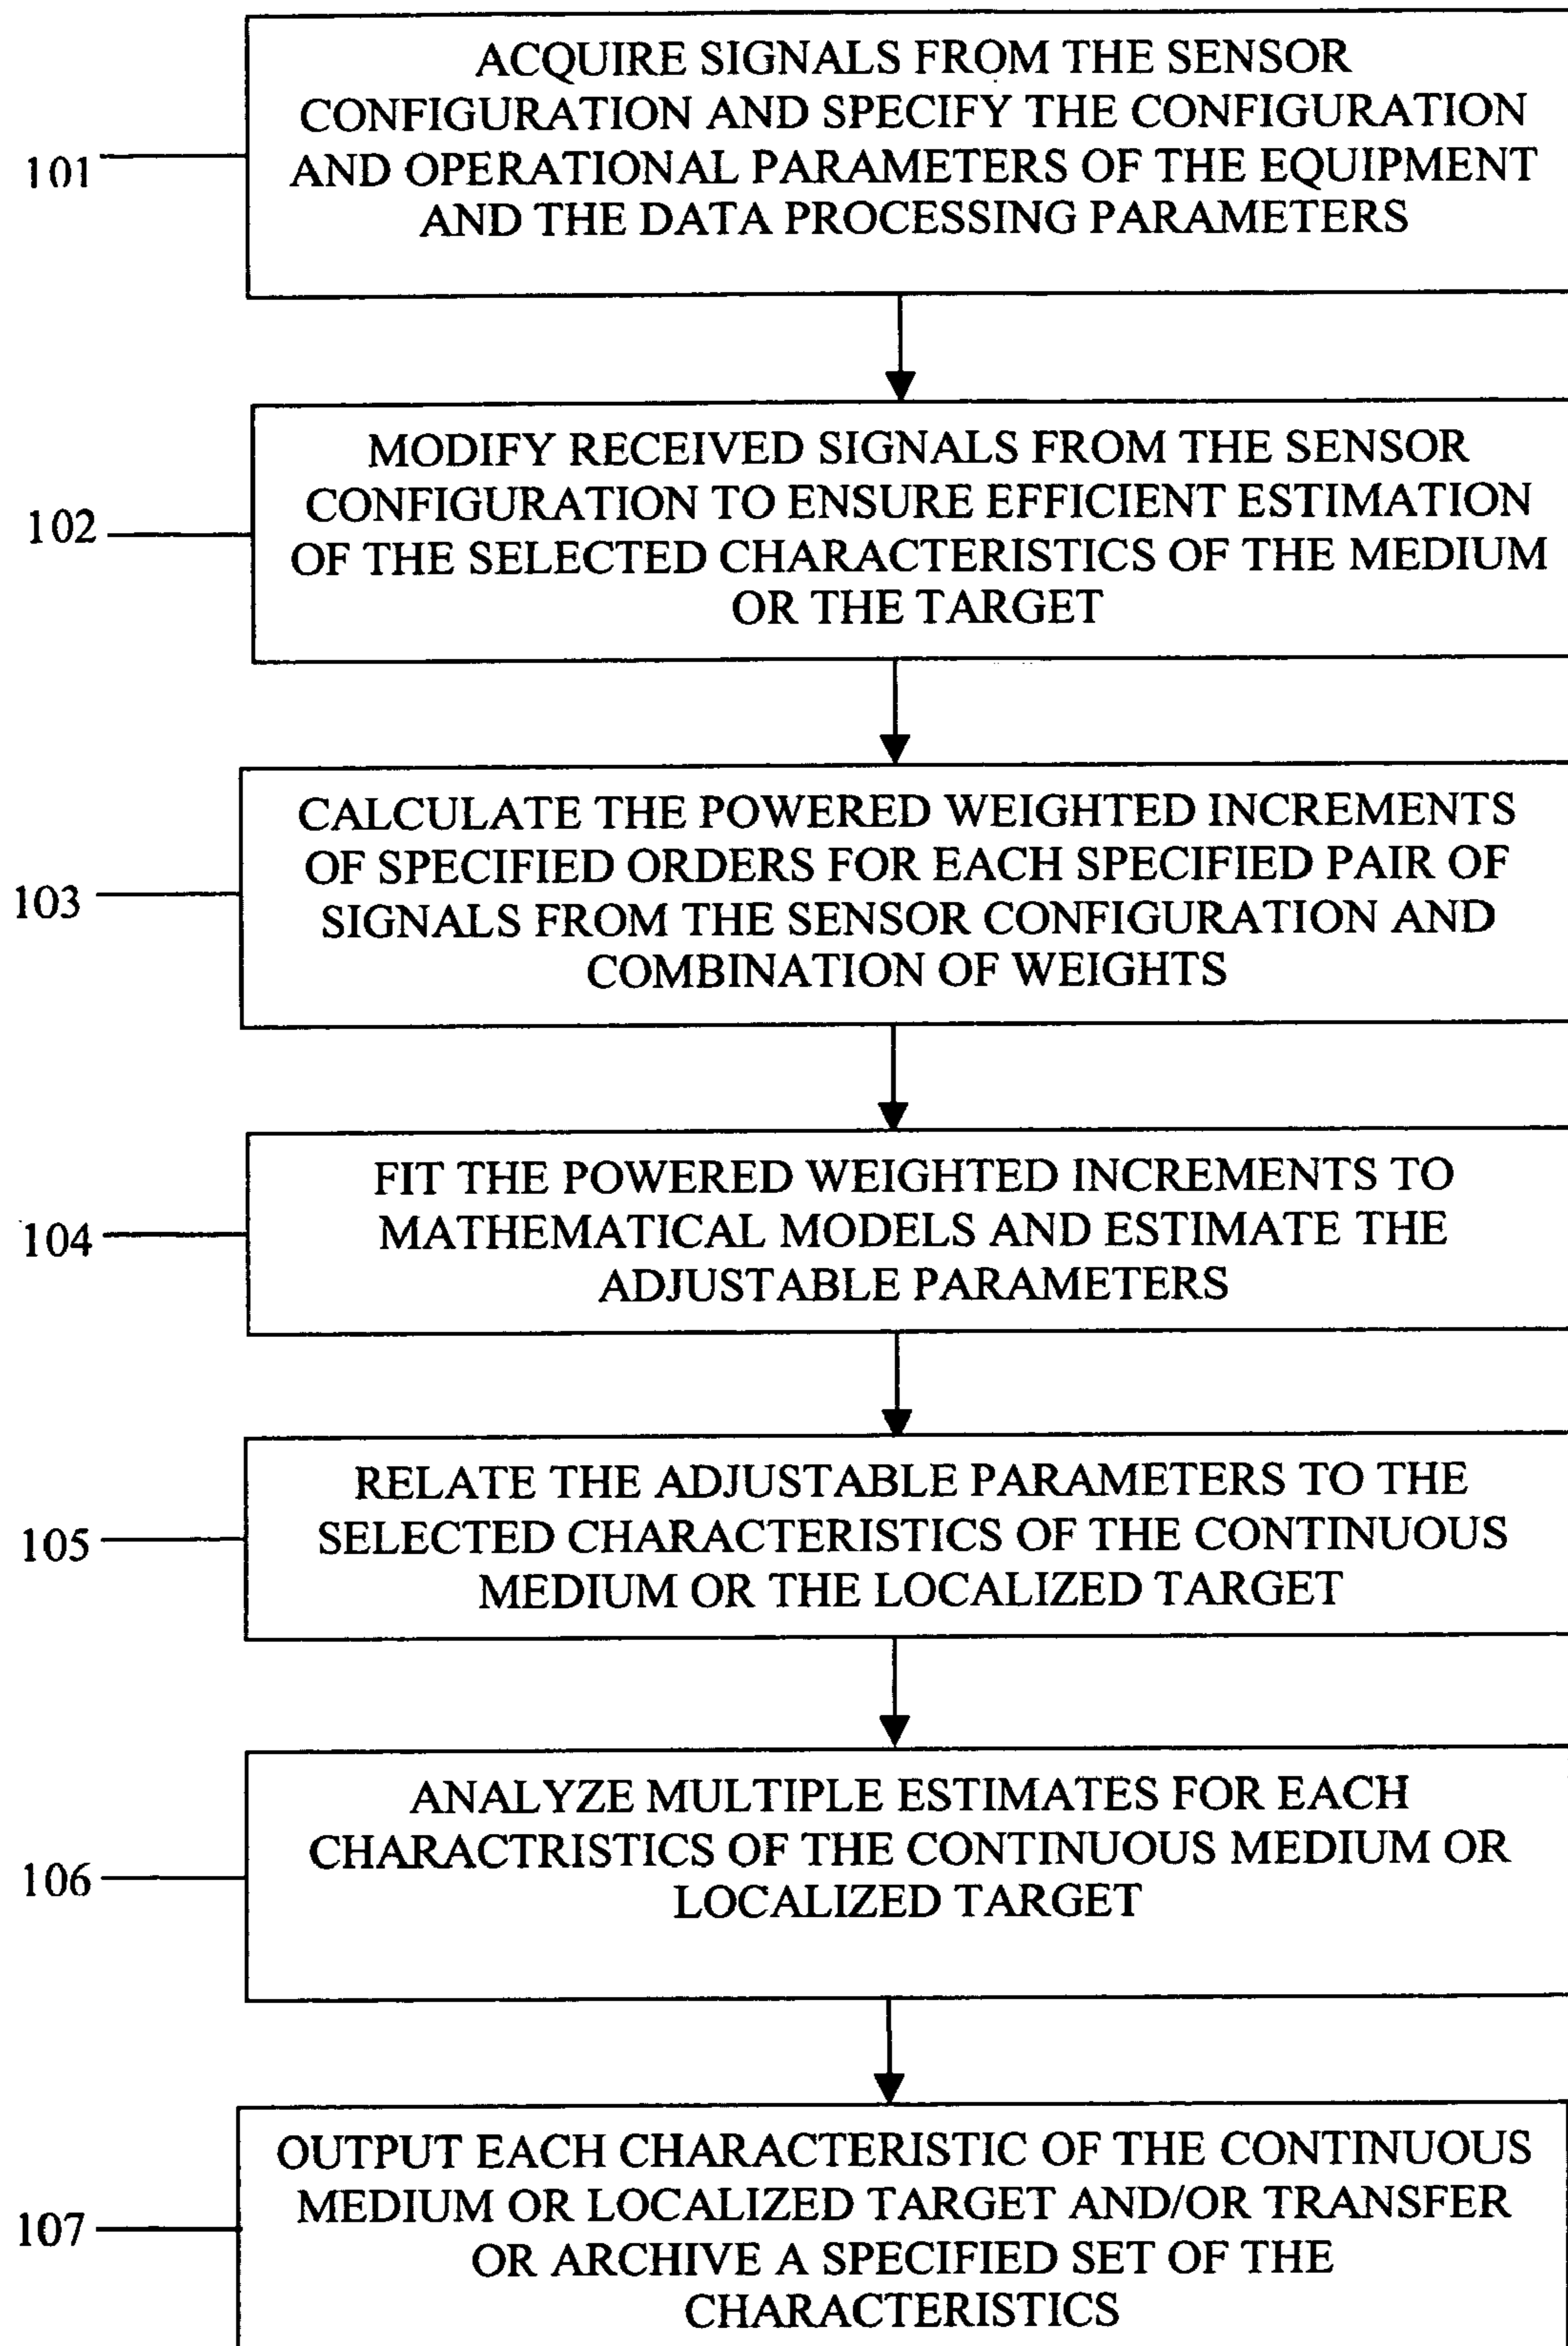 ACQUIRE SIGNALS FROM THE SENSOR
CONFIGURATION AND SPECIFY THE CONFIGURATION
AND OPERATIONAL PARAMETERS OF THE EQUIPMENT
AND THE DATA PROCESSING PARAMETERS
101
MODIFY RECEIVED SIGNALS FROM THE SENSOR
CONFIGURATION TO ENSURE EFFICIENT ESTIMATION
OF THE SELECTED CHARACTERISTICS OF THE MEDIUM
OR THE TARGET
102
CALCULATE THE POWERED WEIGHTED INCREMENTS
OF SPECIFIED ORDERS FOR EACH SPECIFIED PAIR OF
SIGNALS FROM THE SENSOR CONFIGURATION AND
COMBINATION OF WEIGHTS
103
FIT THE POWERED WEIGHTED INCREMENTS TO
MATHEMATICAL MODELS AND ESTIMATE THE
ADJUSTABLE PARAMETERS
104
RELATE THE ADJUSTABLE PARAMETERS TO THE
SELECTED CHARACTERISTICS OF THE CONTINUOUS
MEDIUM OR THE LOCALIZED TARGET
105
ANALYZE MULTIPLE ESTIMATES FOR EACH
CHARACTRISTICS OF THE CONTINUOUS MEDIUM OR
LOCALIZED TARGET
106
OUTPUT EACH CHARACTERISTIC OF THE CONTINUOUS
MEDIUM OR LOCALIZED TARGET AND/OR TRANSFER
OR ARCHIVE A SPECIFIED SET OF THE
CHARACTERISTICS
107